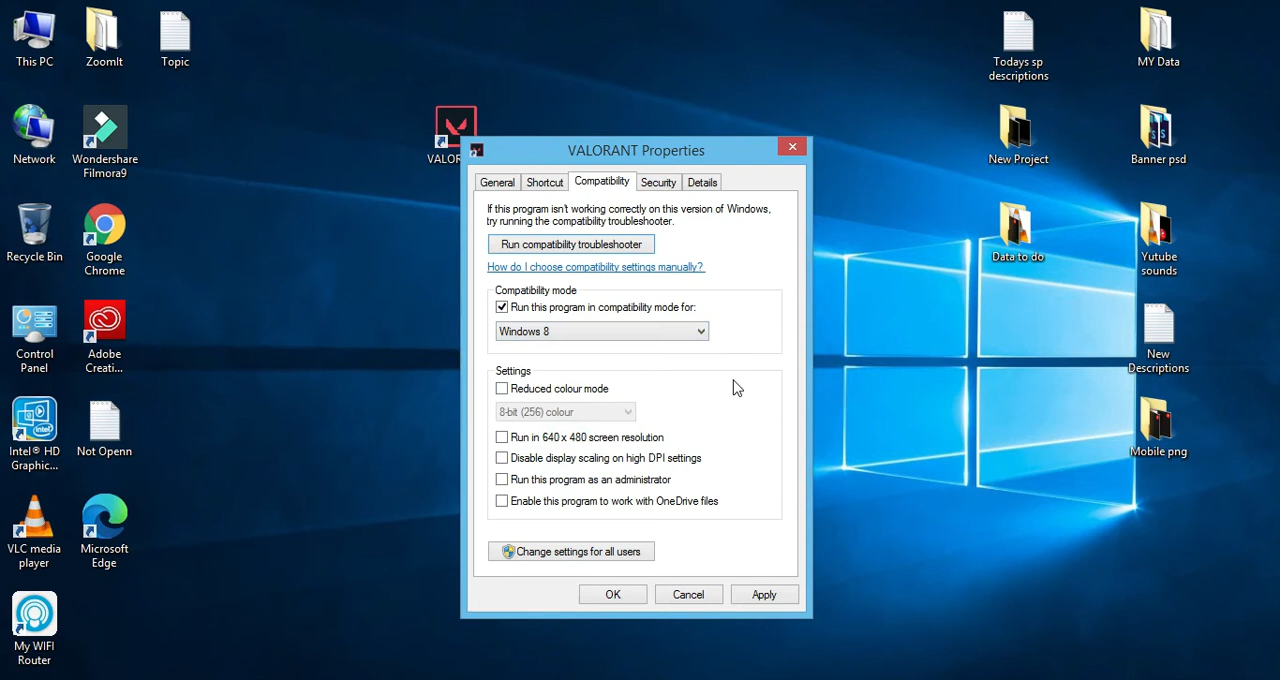 This PC
ZoomIt
Topic
Network
Wondershare
Filmora9
Recycle Bin
Google
Chrome
Control
Panel
Adobe
Creati...
Intel® HD
Graphic...
Not Openn
VLC media
player
Microsoft
Edge
My WIFI
Router
VALORANT Properties
General
Shortcut
Compatibility
Security
Details
If this program isn't working correctly on this version of Windows,
try running the compatibility troubleshooter.
Run compatibility troubleshooter
How do I choose compatibility settings manually?
Compatibility mode
Run this program in compatibility mode for:
Windows 8
Settings
Reduced colour mode
8-bit (256) colour
Run in 640 x 480 screen resolution
Disable display scaling on high DPI settings
Run this program as an administrator
Enable this program to work with OneDrive files
Change settings for all users
OK
Cancel
Apply
Todays sp
descriptions
MY Data
New Project
Banner psd
Data to do
Yutube
sounds
New
Descriptions
Mobile png